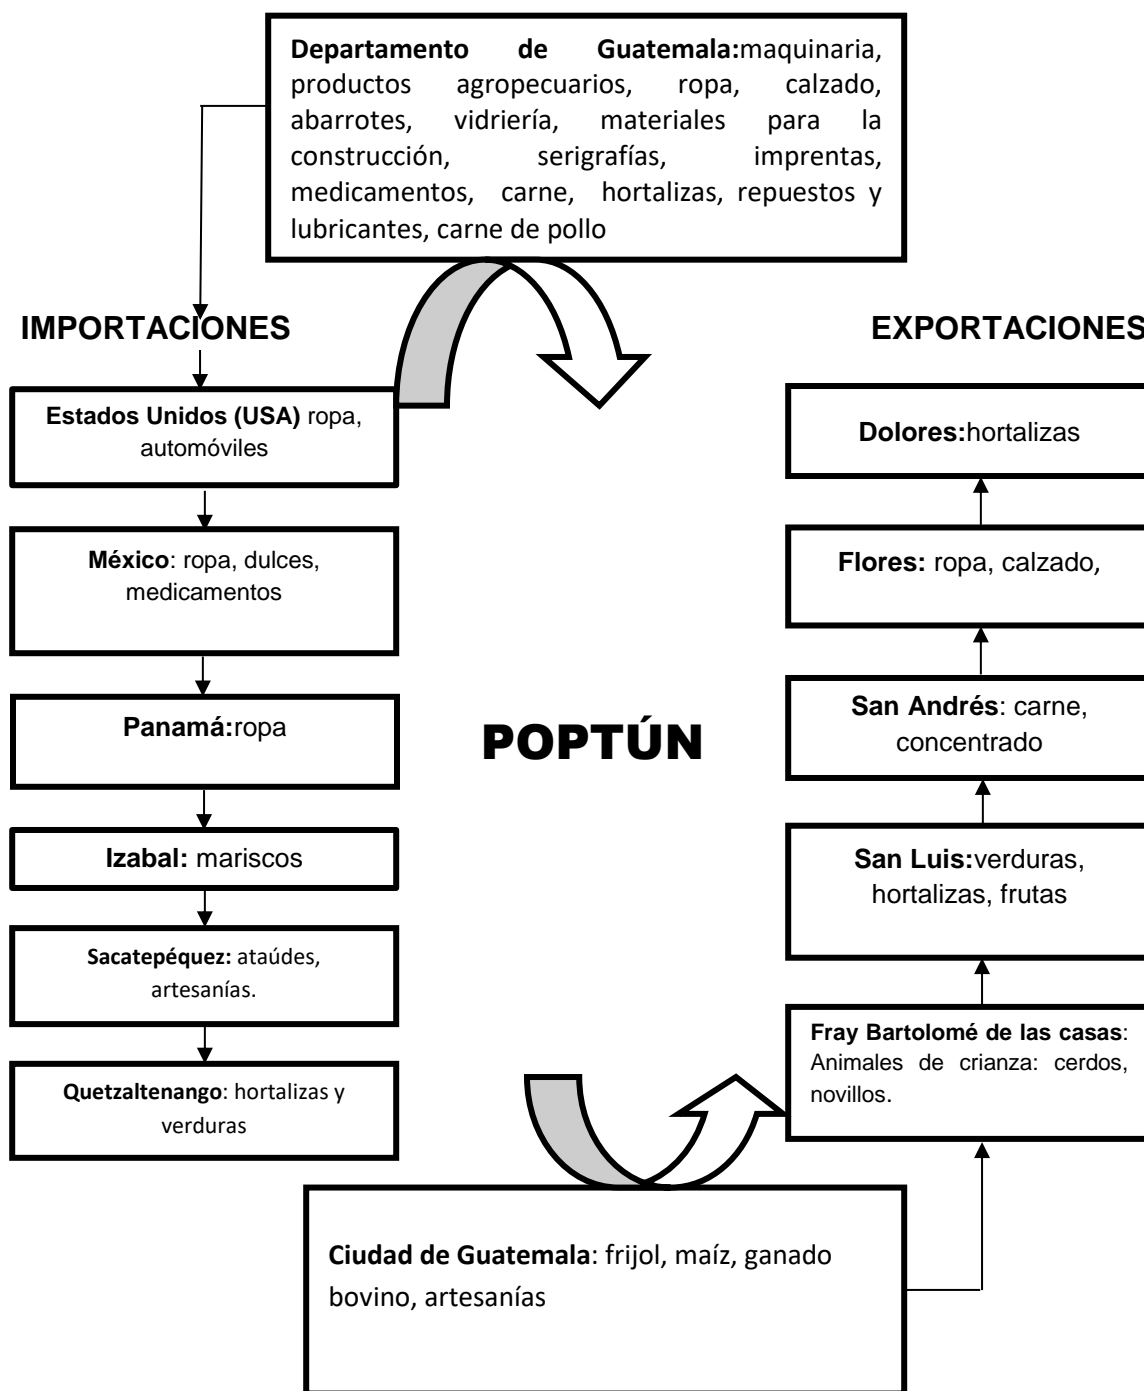 Departamento de Guatemala:maquinaria,
productos agropecuarios, ropa, calzado,
abarrotes, vidriería, materiales para la
construcción, serigrafías, imprentas,
medicamentos, carne, hortalizas, repuestos y
lubricantes, carne de pollo
IMPORTACIONES
Estados Unidos (USA) ropa,
automóviles
México: ropa, dulces,
medicamentos
Panamá:ropa
Izabal: mariscos
Sacatepéquez: ataúdes,
artesanías.
Quetzaltenango: hortalizas y
verduras
POPTÚN
EXPORTACIONES
Dolores:hortalizas
Flores: ropa, calzado,
San Andrés: carne,
concentrado
San Luis:verduras,
hortalizas, frutas
Fray Bartolomé de las casas:
Animales de crianza: cerdos,
novillos.
Ciudad de Guatemala: frijol, maíz, ganado
bovino, artesanías